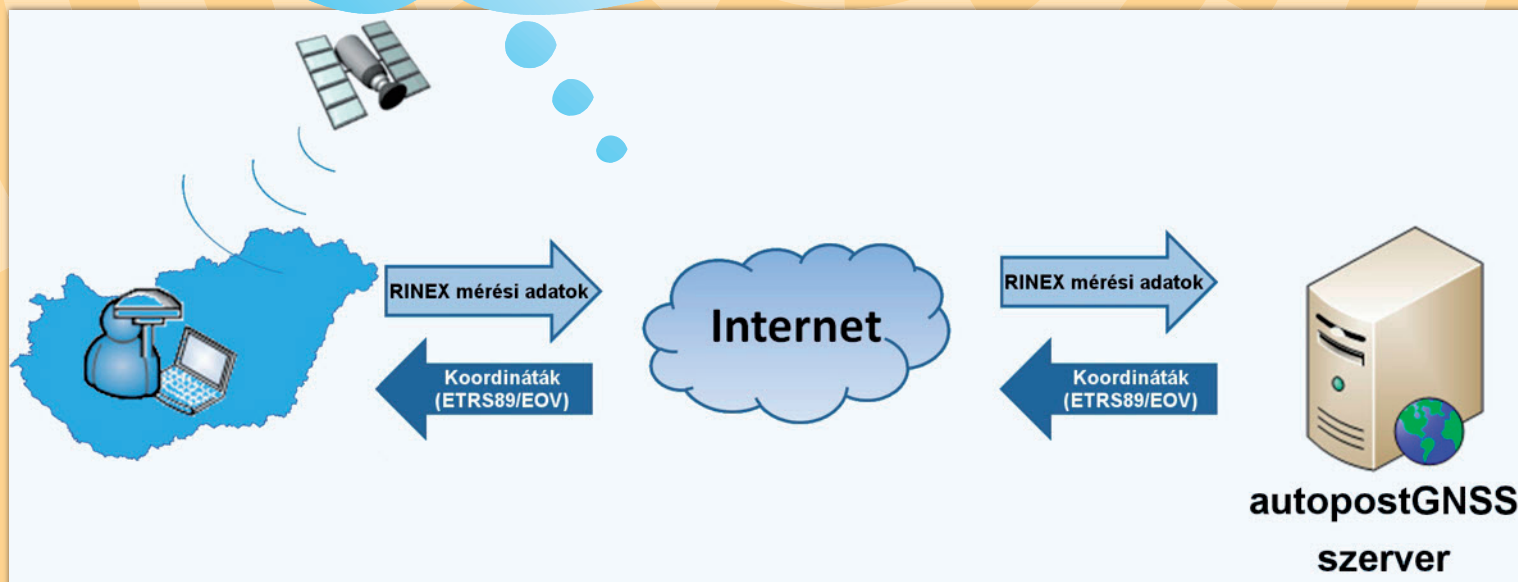 RINEX mérési adatok
Koordináták
(ETRS89/EOV)
Internet
RINEX mérési adatok
Koordináták
(ETRS89/EOV)
autopostGNSS
szerver